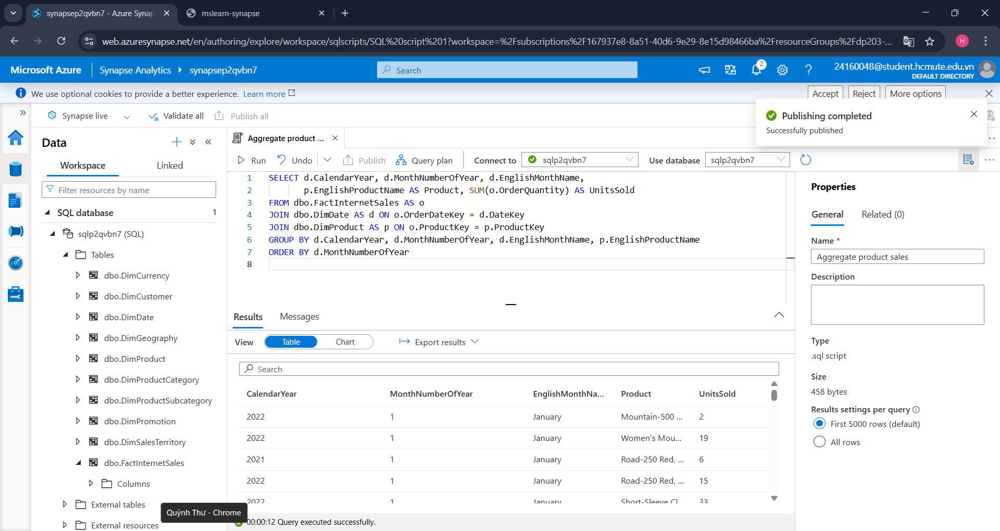 synapsep2qvbn7 - Azure Synap
mslearn-synapse
web.azuresynapse.net/en/authoring/explore/workspace/sqlscripts/SQL%20script%201?workspace=%2Fsubscriptions%2F167937e8-8a51-40d6-9e29-8e15d98466ba%2FresourceGroups%2Fdp203-...
H
Microsoft Azure
Synapse Analytics
synapsep2qvbn7
Search
2
24160048@student.hcmute.edu.vn
DEFAULT DIRECTORY
We use optional cookies to provide a better experience. Learn more
Accept
Reject
More options
Synapse live
Validate all
Publish all
Publishing completed
Successfully published
Data
Workspace
Linked
Filter resources by name
SQL database
1
sqlp2qvbn7 (SQL)
Tables
dbo.DimCurrency
dbo.DimCustomer
dbo.DimDate
dbo.DimGeography
dbo.DimProduct
dbo.DimProductCategory
dbo.DimProductSubcategory
dbo.DimPromotion
dbo.DimSalesTerritory
dbo.FactInternetSales
Columns
External tables
External resources
Quỳnh Thư - Chrome
Aggregate product ...
Run
Undo
Publish
Query plan
Connect to
sqlp2qvbn7
Use database
sqlp2qvbn7
1 SELECT d.CalendarYear, d.MonthNumberOfYear, d.EnglishMonthName,
2 p.EnglishProductName AS Product, SUM(o.OrderQuantity) AS UnitsSold
3 FROM dbo.FactInternetSales AS o
4 JOIN dbo.DimDate AS d ON o.OrderDateKey = d.DateKey
5 JOIN dbo.DimProduct AS p ON o.ProductKey = p.ProductKey
6 GROUP BY d.CalendarYear, d.MonthNumberOfYear, d.EnglishMonthName, p.EnglishProductName
7 ORDER BY d.MonthNumberOfYear
8
Results
Messages
View
Table
Chart
Export results
Search
CalendarYear MonthNumberOfYear EnglishMonthNa... Product UnitsSold
2022 1 January Mountain-500 ... 2
2022 1 January Women's Mou... 19
2021 1 January Road-250 Red, ... 6
2022 1 January Road-250 Red, ... 15
2022 1 January Short-Sleeve Cl... 33
00:00:12 Query executed successfully.
Properties
General
Related (0)
Name *
Aggregate product sales
Description
Type
.sql script
Size
458 bytes
Results settings per query
First 5000 rows (default)
All rows